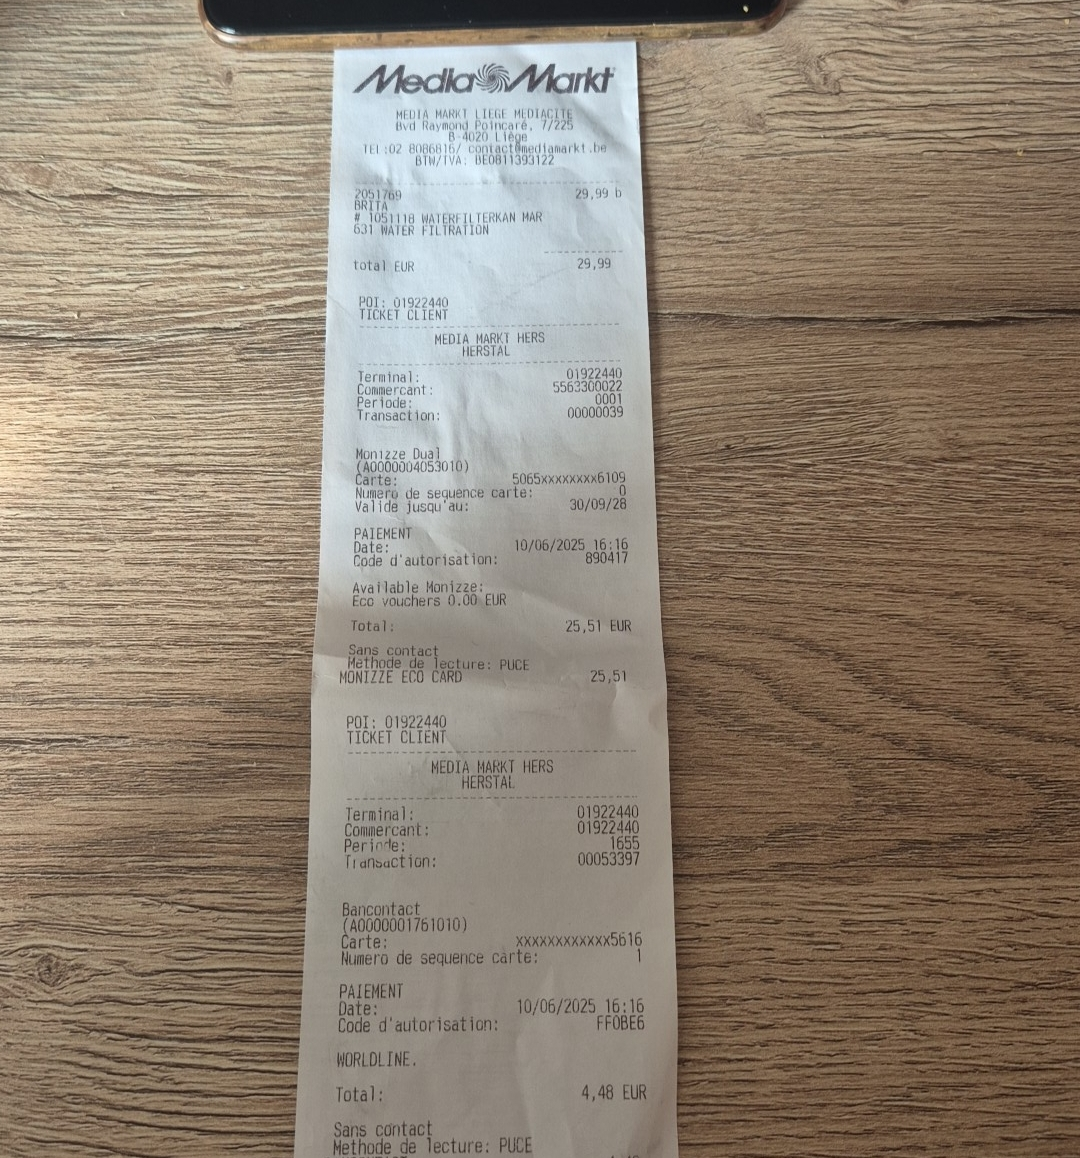 Media Markt
MEDIA MARKT LIEGE MEDIACITE
Bvd Raymond Poincaré, 7/225
B-4020 Liège
TEL:02 8086816/ contact@mediamarkt.be
BTW/TVA: BE0811393122
2051769 29,99 b
BRITA
# 1051118 WATERFILTERKAN MAR
631 WATER FILTRATION
total EUR 29,99
POI: 01922440
TICKET CLIENT
MEDIA MARKT HERS
HERSTAL
Terminal: 01922440
Commercant: 5563300022
Periode: 0001
Transaction: 00000039
Monizze Dual
(A0000004053010)
Carte: 5065xxxxxxxx6109
Numero de sequence carte: 0
Valide jusqu'au: 30/09/28
PAIEMENT
Date: 10/06/2025 16:16
Code d'autorisation: 890417
Available Monizze:
Eco vouchers 0.00 EUR
Total: 25,51 EUR
Sans contact
Methode de lecture: PUCE
MONIZZE ECO CARD 25,51
POI: 01922440
TICKET CLIENT
MEDIA MARKT HERS
HERSTAL
Terminal: 01922440
Commercant: 01922440
Periode: 1655
Transaction: 00053397
Bancontact
(A0000001761010)
Carte: xxxxxxxxxxxx5616
Numero de sequence carte: 1
PAIEMENT
Date: 10/06/2025 16:16
Code d'autorisation: FF0BE6
WORLDLINE.
Total: 4,48 EUR
Sans contact
Methode de lecture: PUCE